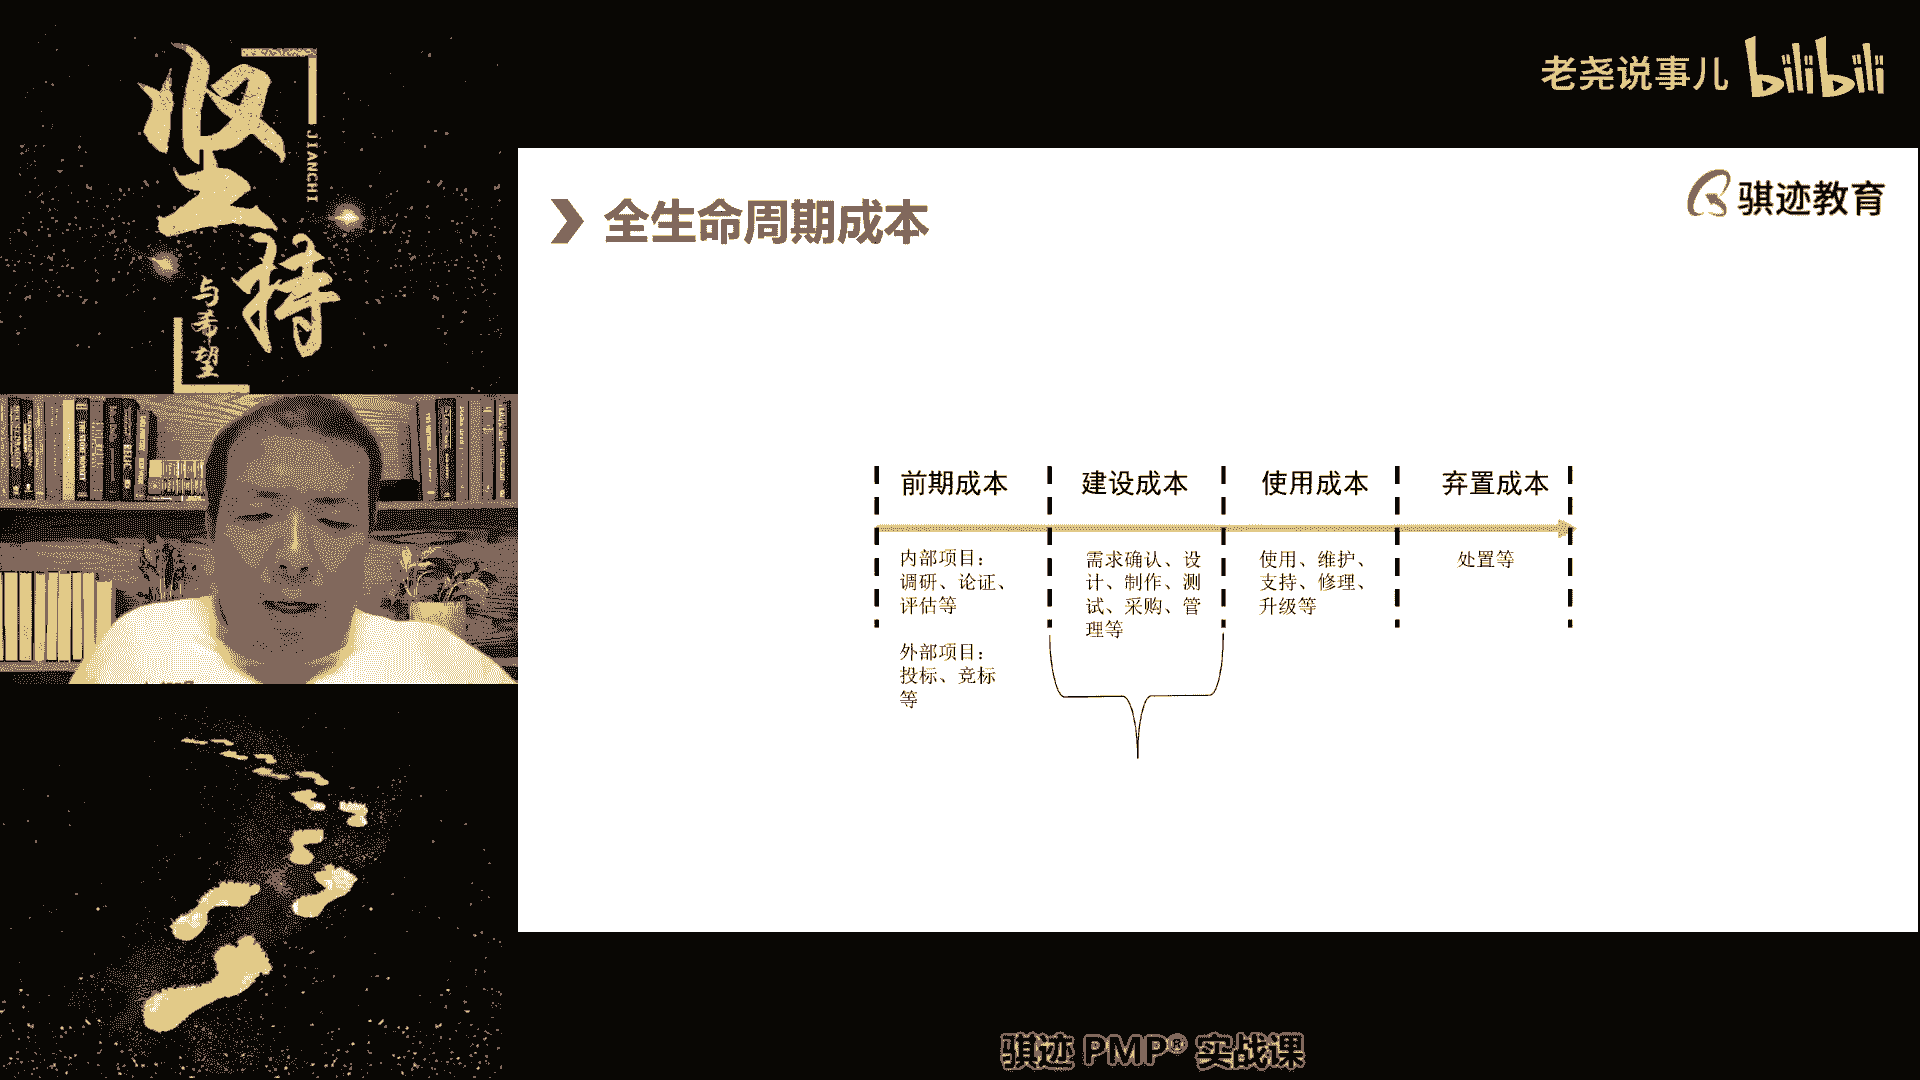 坚持
JIANCHI
与希望
老尧说事儿 bilibili
骐迹教育
全生命周期成本
前期成本
建设成本
使用成本
弃置成本
内部项目：
调研、论证、
评估等
外部项目：
投标、竞标
等
需求确认、设
计、制作、测
试、采购、管
理等
使用、维护、
支持、修理、
升级等
处置等
骐迹 PMP® 实战课